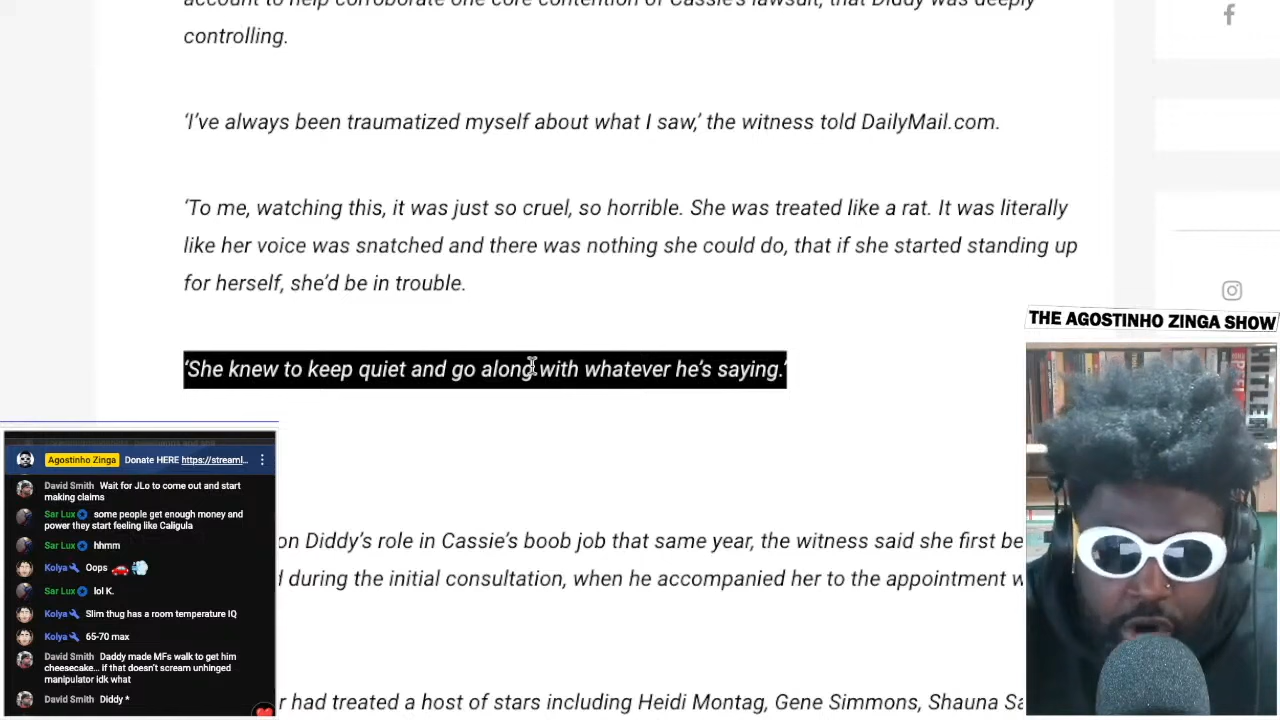 account to help corroborate one core contention of Cassie's lawsuit, that Diddy was deeply
controlling.
'I've always been traumatized myself about what I saw,' the witness told DailyMail.com.
'To me, watching this, it was just so cruel, so horrible. She was treated like a rat. It was literally
like her voice was snatched and there was nothing she could do, that if she started standing up
for herself, she'd be in trouble.
'She knew to keep quiet and go along with whatever he's saying.'
on Diddy's role in Cassie's boob job that same year, the witness said she first be
d during the initial consultation, when he accompanied her to the appointment w
r had treated a host of stars including Heidi Montag, Gene Simmons, Shauna Sa
THE AGOSTINHO ZINGA SHOW
Agostinho Zinga Donate HERE https://streaml...
David Smith Wait for JLo to come out and start
making claims
Sar Lux some people get enough money and
power they start feeling like Caligula
Sar Lux hhmm
Kolya Oops
Sar Lux lol K.
Kolya Slim thug has a room temperature IQ
Kolya 65-70 max
David Smith Daddy made MFs walk to get him
cheesecake... if that doesn't scream unhinged
manipulator idk what
David Smith Diddy *